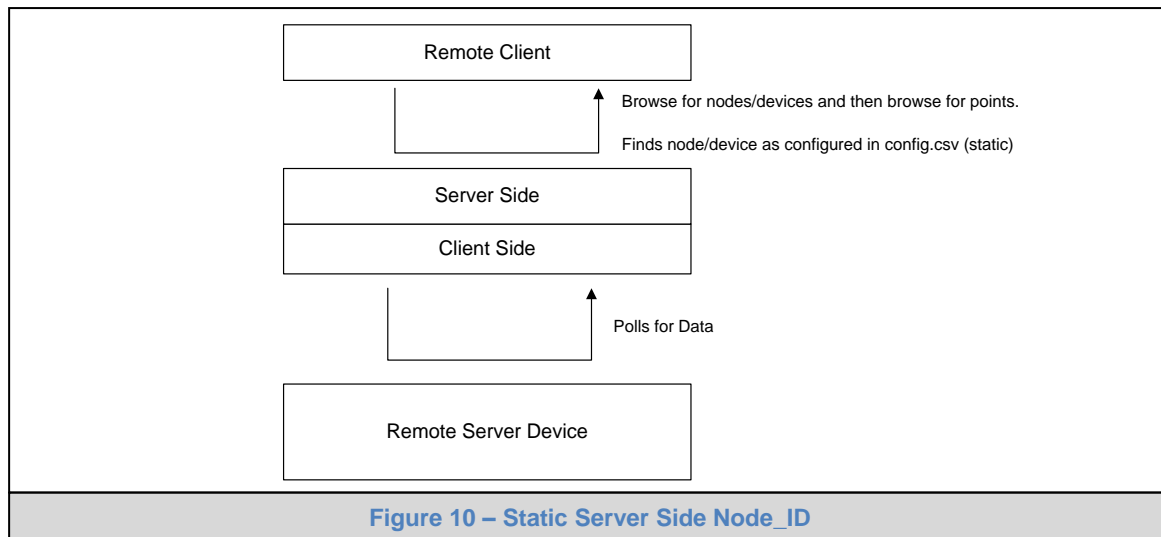 Remote Client
Browse for nodes/devices and then browse for points.
Finds node/device as configured in config.csv (static)
Server Side
Client Side
Polls for Data
Remote Server Device
Figure 10 – Static Server Side Node_ID